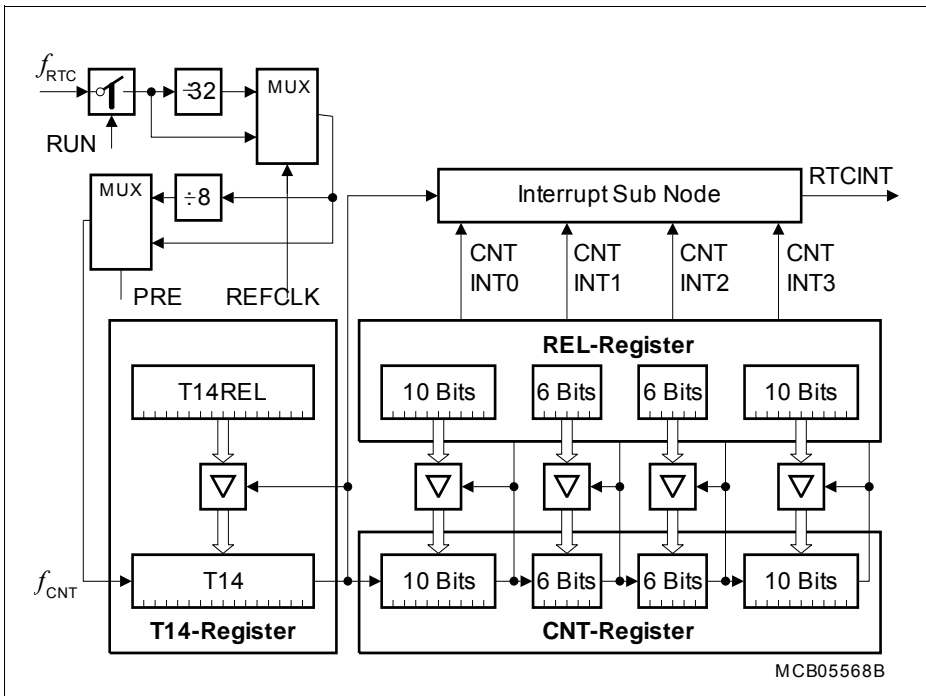 fRTC
÷32
MUX
RUN
MUX
÷8
Interrupt Sub Node
RTCINT
CNT INT0
CNT INT1
CNT INT2
CNT INT3
PRE
REFCLK
REL-Register
T14REL
10 Bits
6 Bits
6 Bits
10 Bits
fCNT
T14
10 Bits
6 Bits
6 Bits
10 Bits
T14-Register
CNT-Register
MCB05568B